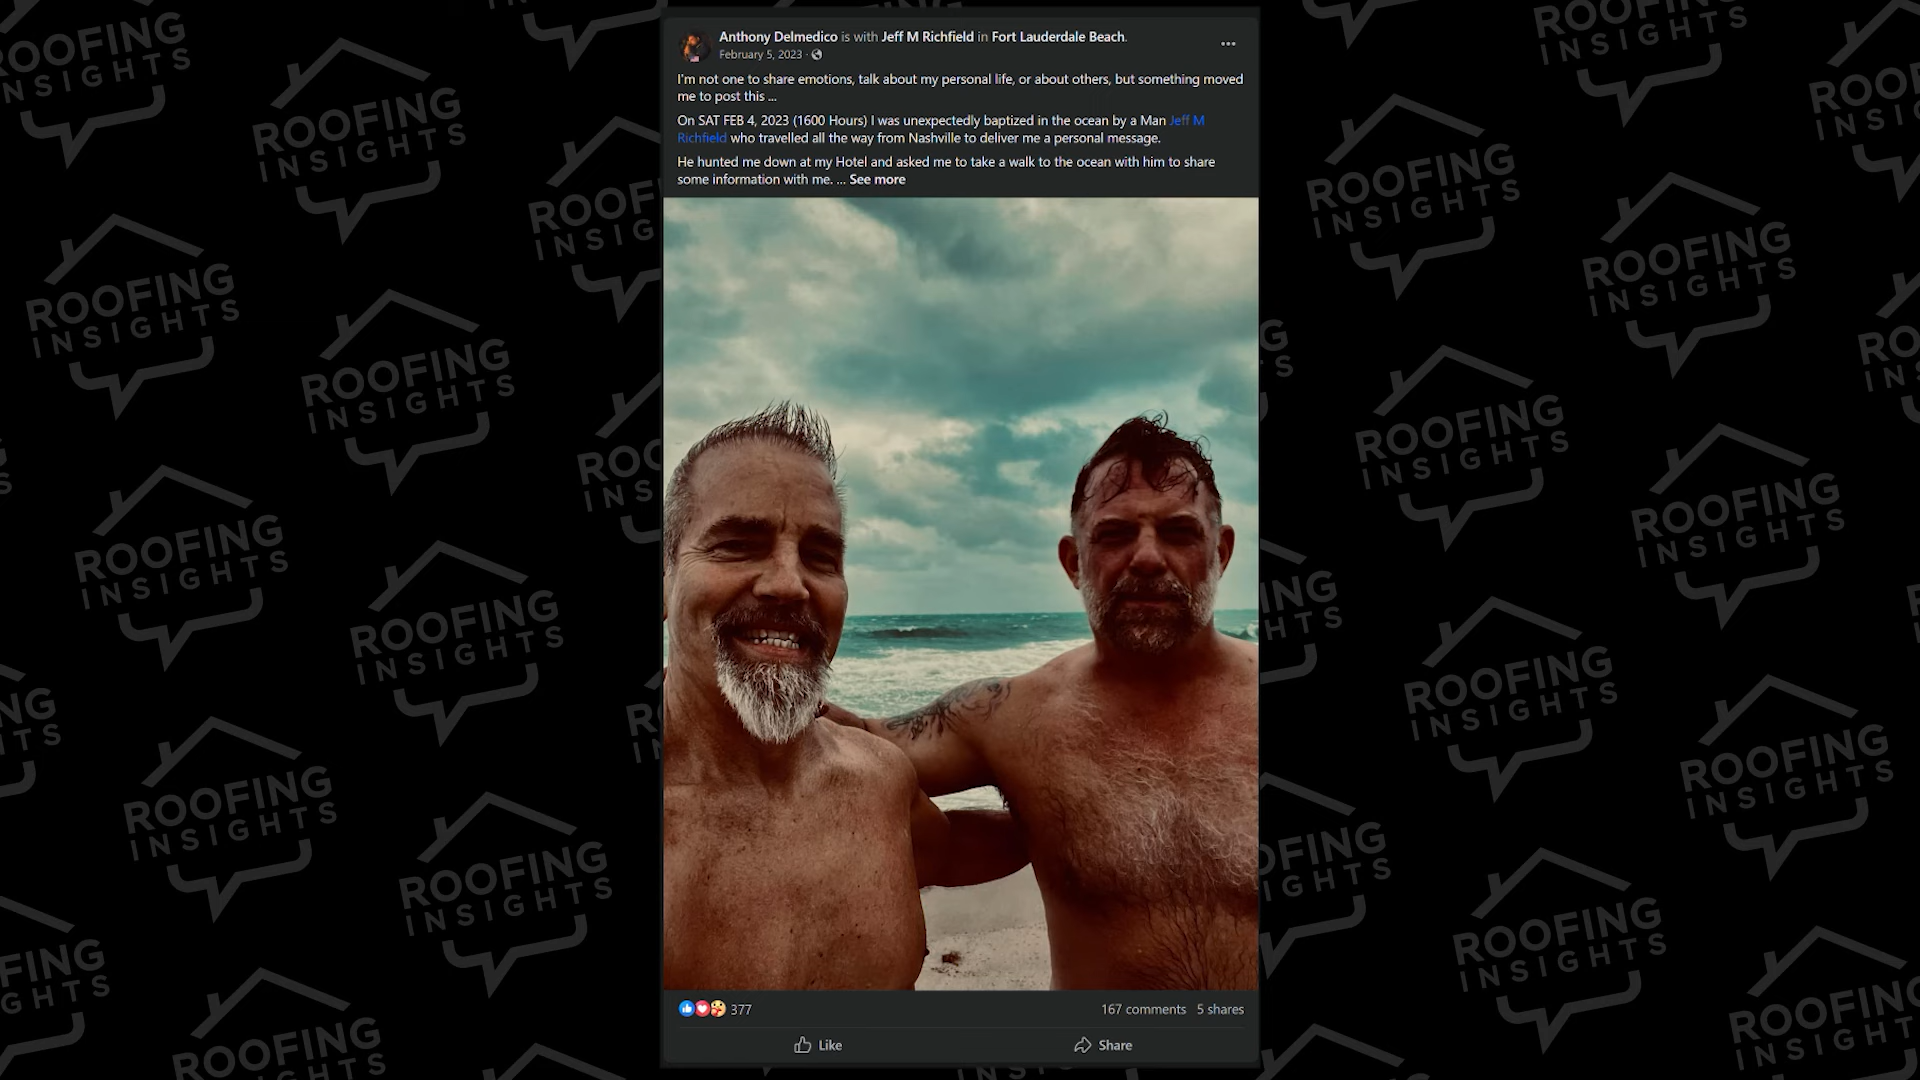 Anthony Delmedico is with Jeff M Richfield in Fort Lauderdale Beach.
February 5, 2023 ·
I'm not one to share emotions, talk about my personal life, or about others, but something moved
me to post this ...
On SAT FEB 4, 2023 (1600 Hours) I was unexpectedly baptized in the ocean by a Man Jeff M
Richfield who travelled all the way from Nashville to deliver me a personal message.
He hunted me down at my Hotel and asked me to take a walk to the ocean with him to share
some information with me. ... See more
377
167 comments 5 shares
Like
Share
ROOFING
INSIGHTS